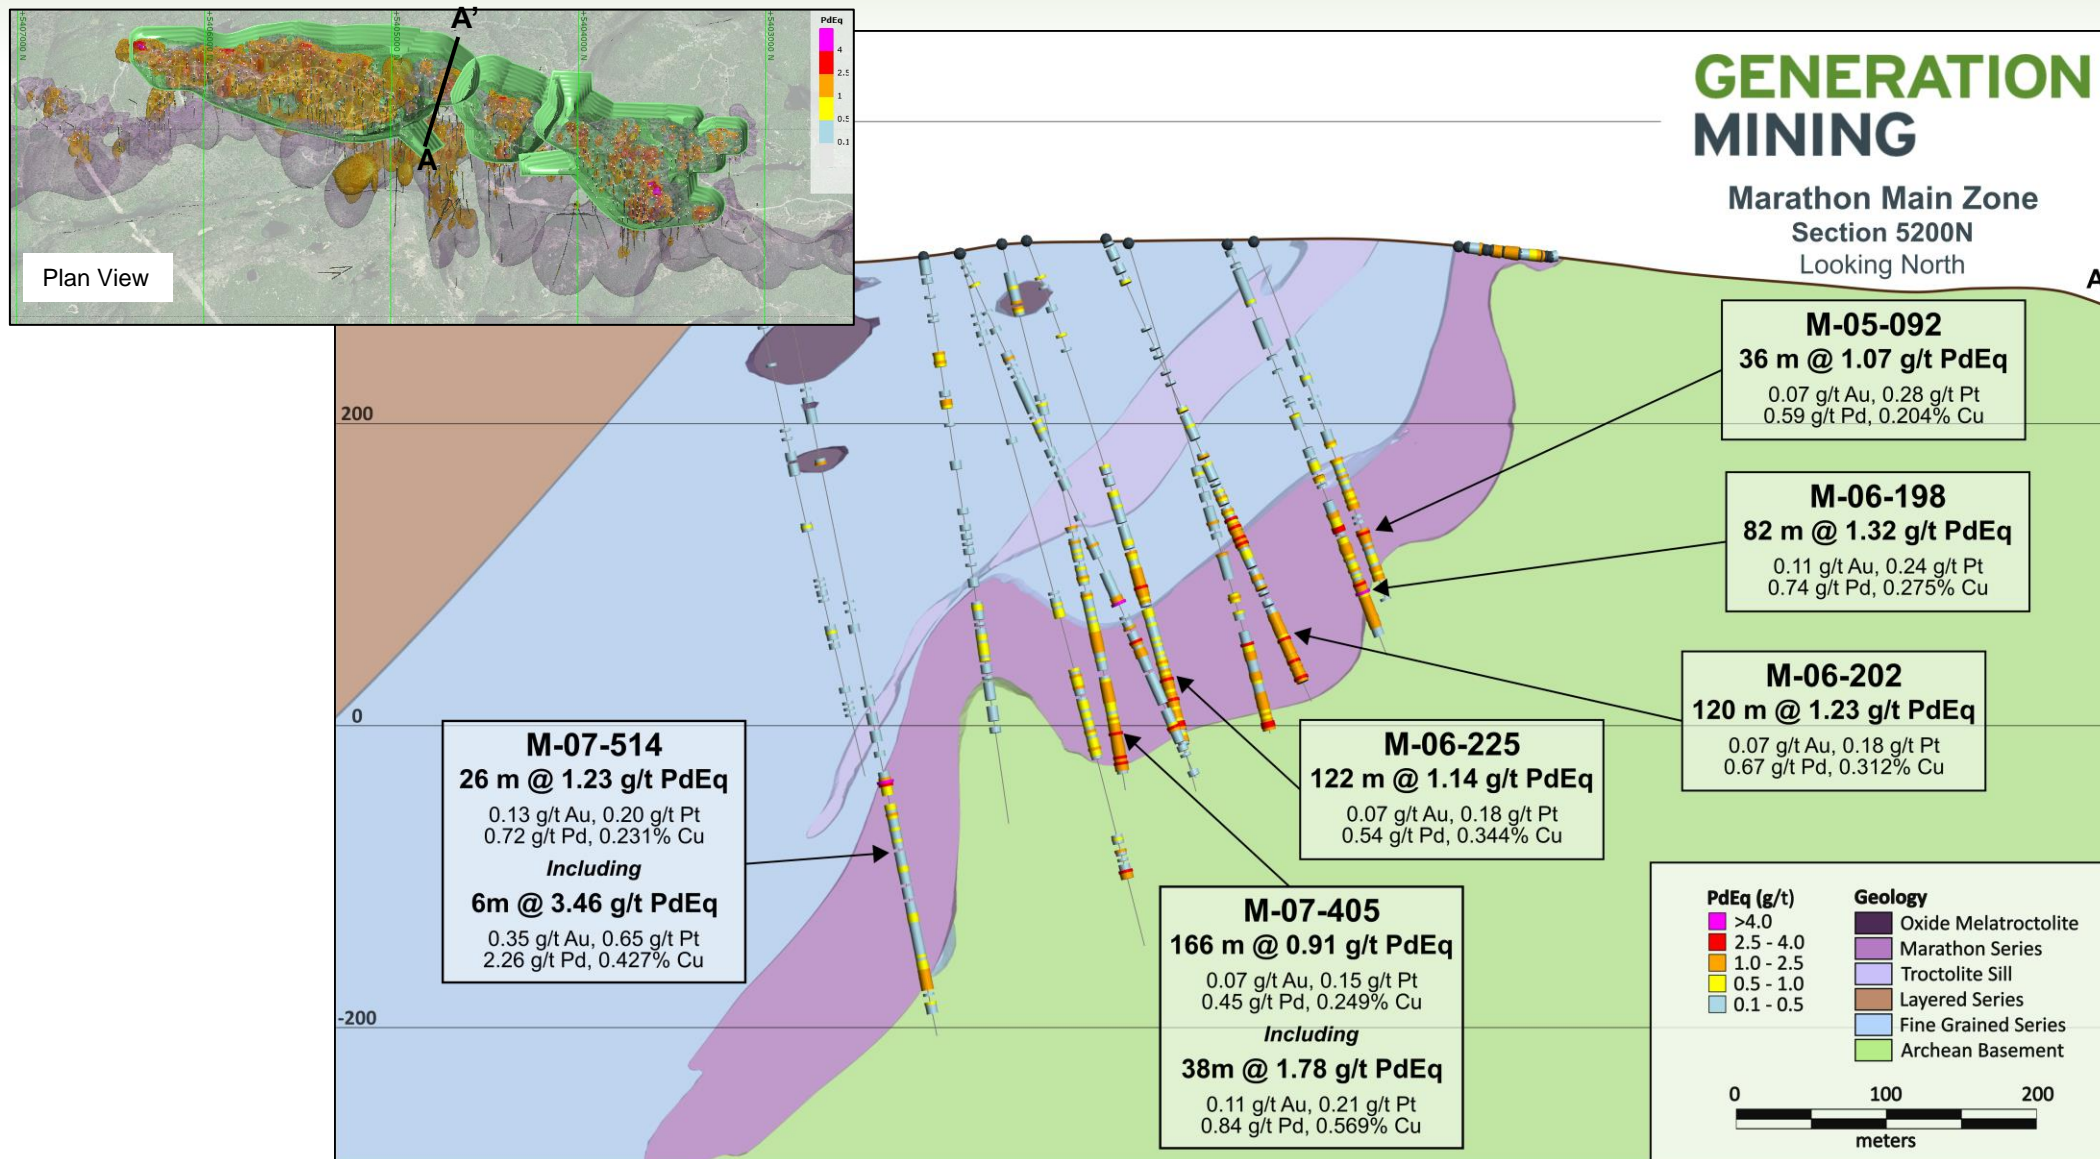 A'
A
Plan View
+5407000 N
+5406000 N
+5405000 N
+5404000 N
+5403000 N
PdEq
4
2.5
1
0.5
0.1
GENERATION
MINING
Marathon Main Zone
Section 5200N
Looking North
A
200
0
-200
M-05-092
36 m @ 1.07 g/t PdEq
0.07 g/t Au, 0.28 g/t Pt
0.59 g/t Pd, 0.204% Cu
M-06-198
82 m @ 1.32 g/t PdEq
0.11 g/t Au, 0.24 g/t Pt
0.74 g/t Pd, 0.275% Cu
M-06-202
120 m @ 1.23 g/t PdEq
0.07 g/t Au, 0.18 g/t Pt
0.67 g/t Pd, 0.312% Cu
M-06-225
122 m @ 1.14 g/t PdEq
0.07 g/t Au, 0.18 g/t Pt
0.54 g/t Pd, 0.344% Cu
M-07-514
26 m @ 1.23 g/t PdEq
0.13 g/t Au, 0.20 g/t Pt
0.72 g/t Pd, 0.231% Cu
Including
6m @ 3.46 g/t PdEq
0.35 g/t Au, 0.65 g/t Pt
2.26 g/t Pd, 0.427% Cu
M-07-405
166 m @ 0.91 g/t PdEq
0.07 g/t Au, 0.15 g/t Pt
0.45 g/t Pd, 0.249% Cu
Including
38m @ 1.78 g/t PdEq
0.11 g/t Au, 0.21 g/t Pt
0.84 g/t Pd, 0.569% Cu
PdEq (g/t)
>4.0
2.5 - 4.0
1.0 - 2.5
0.5 - 1.0
0.1 - 0.5
Geology
Oxide Melatroctolite
Marathon Series
Troctolite Sill
Layered Series
Fine Grained Series
Archean Basement
0 100 200
meters